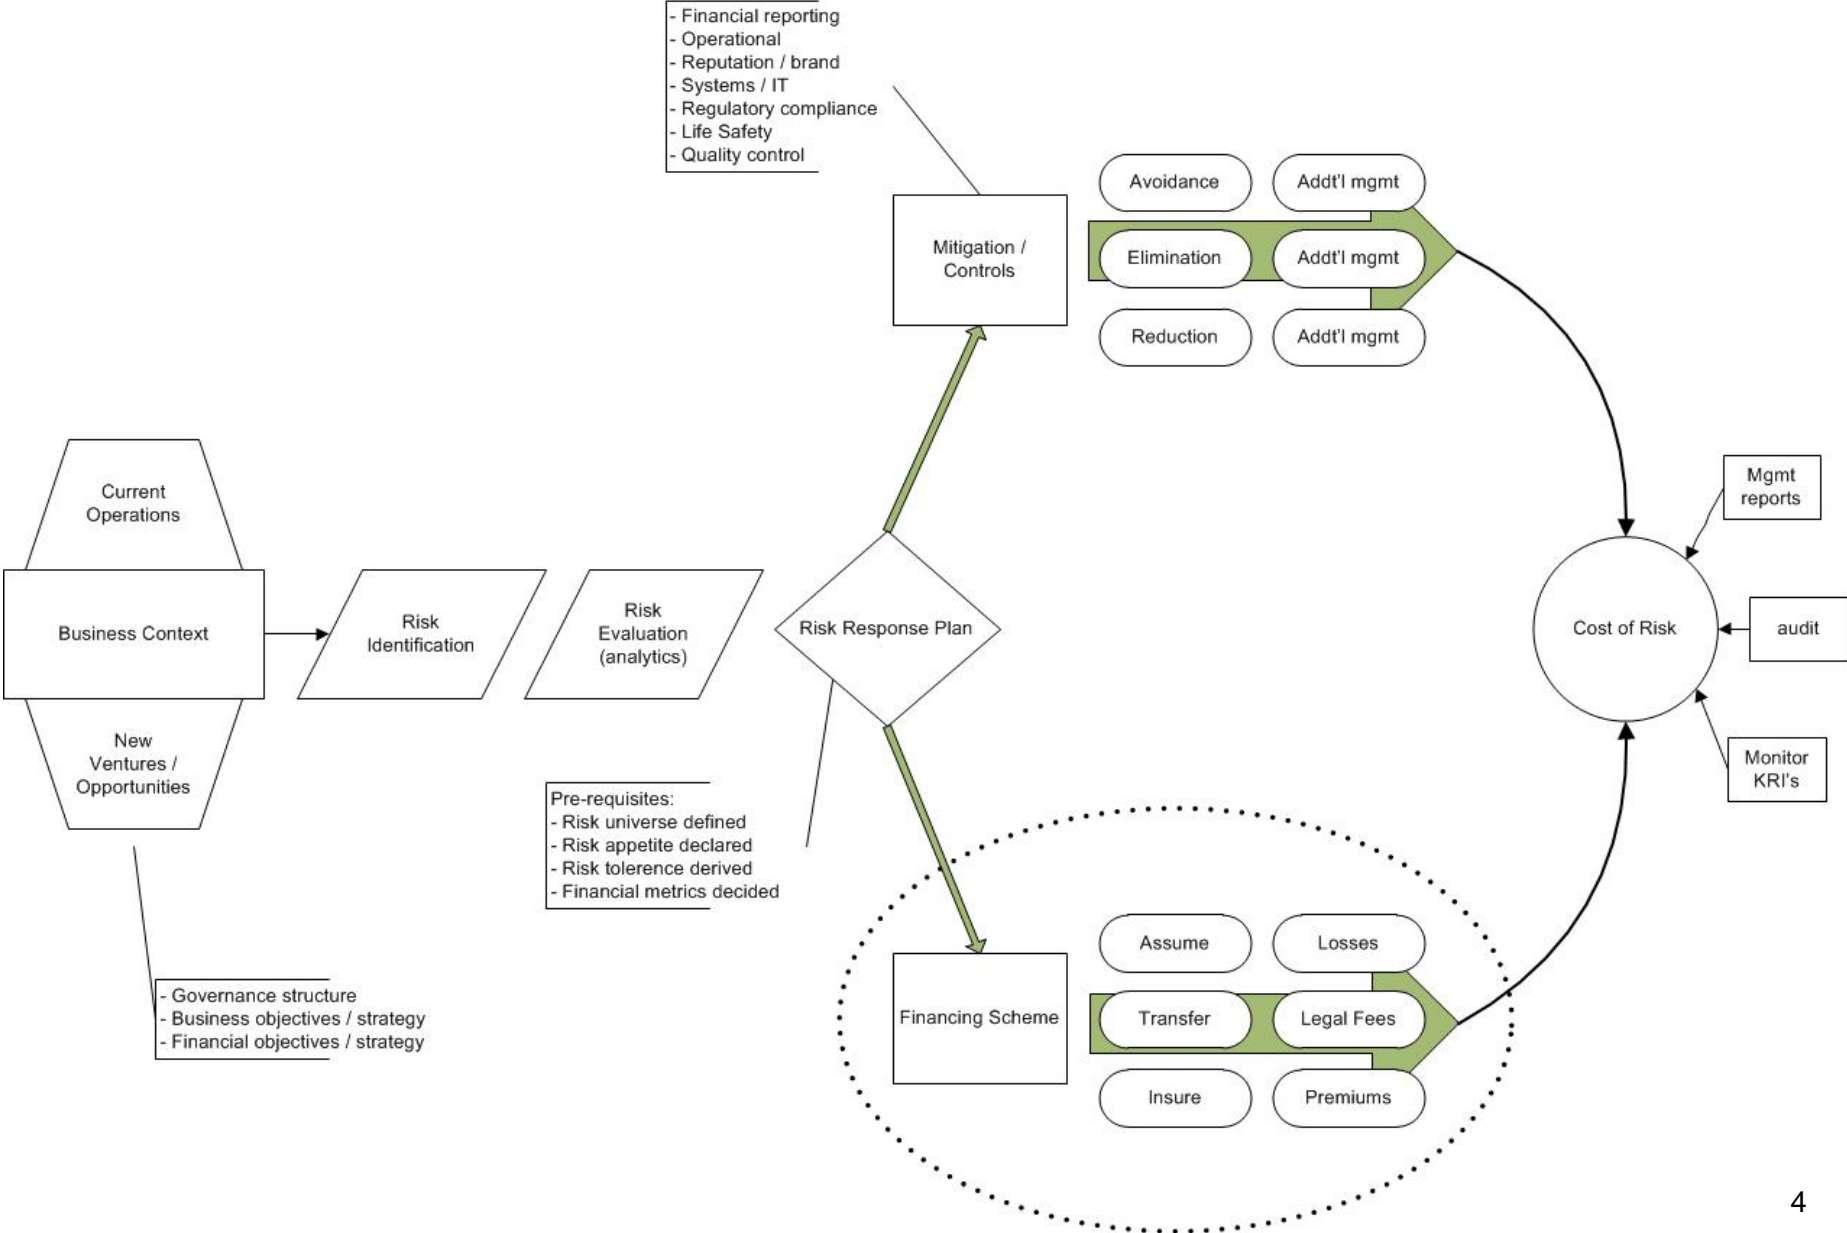 - Financial reporting
- Operational
- Reputation / brand
- Systems / IT
- Regulatory compliance
- Life Safety
- Quality control
Mitigation /
Controls
Avoidance
Addt'l mgmt
Elimination
Addt'l mgmt
Reduction
Addt'l mgmt
Current
Operations
Business Context
New
Ventures /
Opportunities
Risk
Identification
Risk
Evaluation
(analytics)
Risk Response Plan
Pre-requisites:
- Risk universe defined
- Risk appetite declared
- Risk tolerence derived
- Financial metrics decided
- Governance structure
- Business objectives / strategy
- Financial objectives / strategy
Financing Scheme
Assume
Losses
Transfer
Legal Fees
Insure
Premiums
Cost of Risk
Mgmt
reports
audit
Monitor
KRI's
4